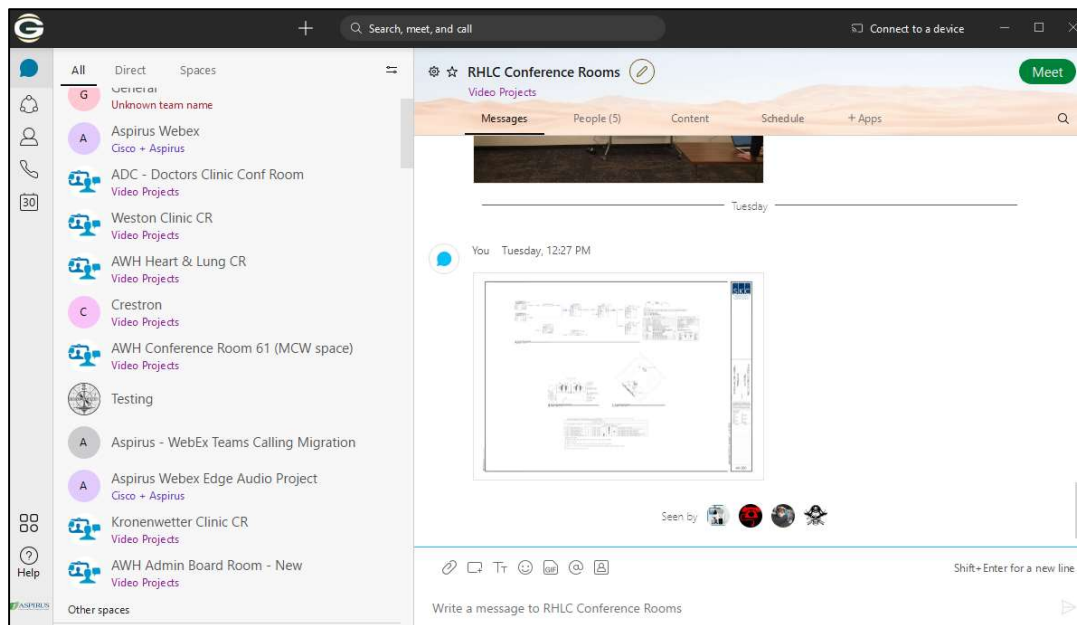 Search, meet, and call
Connect to a device
All Direct Spaces
G General
Unknown team name
A Aspirus Webex
Cisco + Aspirus
ADC - Doctors Clinic Conf Room
Video Projects
Weston Clinic CR
Video Projects
AWH Heart & Lung CR
Video Projects
C Crestron
Video Projects
AWH Conference Room 61 (MCW space)
Video Projects
Testing
A Aspirus - WebEx Teams Calling Migration
A Aspirus Webex Edge Audio Project
Cisco + Aspirus
Kronenwetter Clinic CR
Video Projects
AWH Admin Board Room - New
Video Projects
Other spaces
30
Help
ASPIRUS
RHLC Conference Rooms
Meet
Video Projects
Messages People (5) Content Schedule + Apps
Tuesday
You Tuesday, 12:27 PM
Seen by
GIF
Shift+Enter for a new line
Write a message to RHLC Conference Rooms